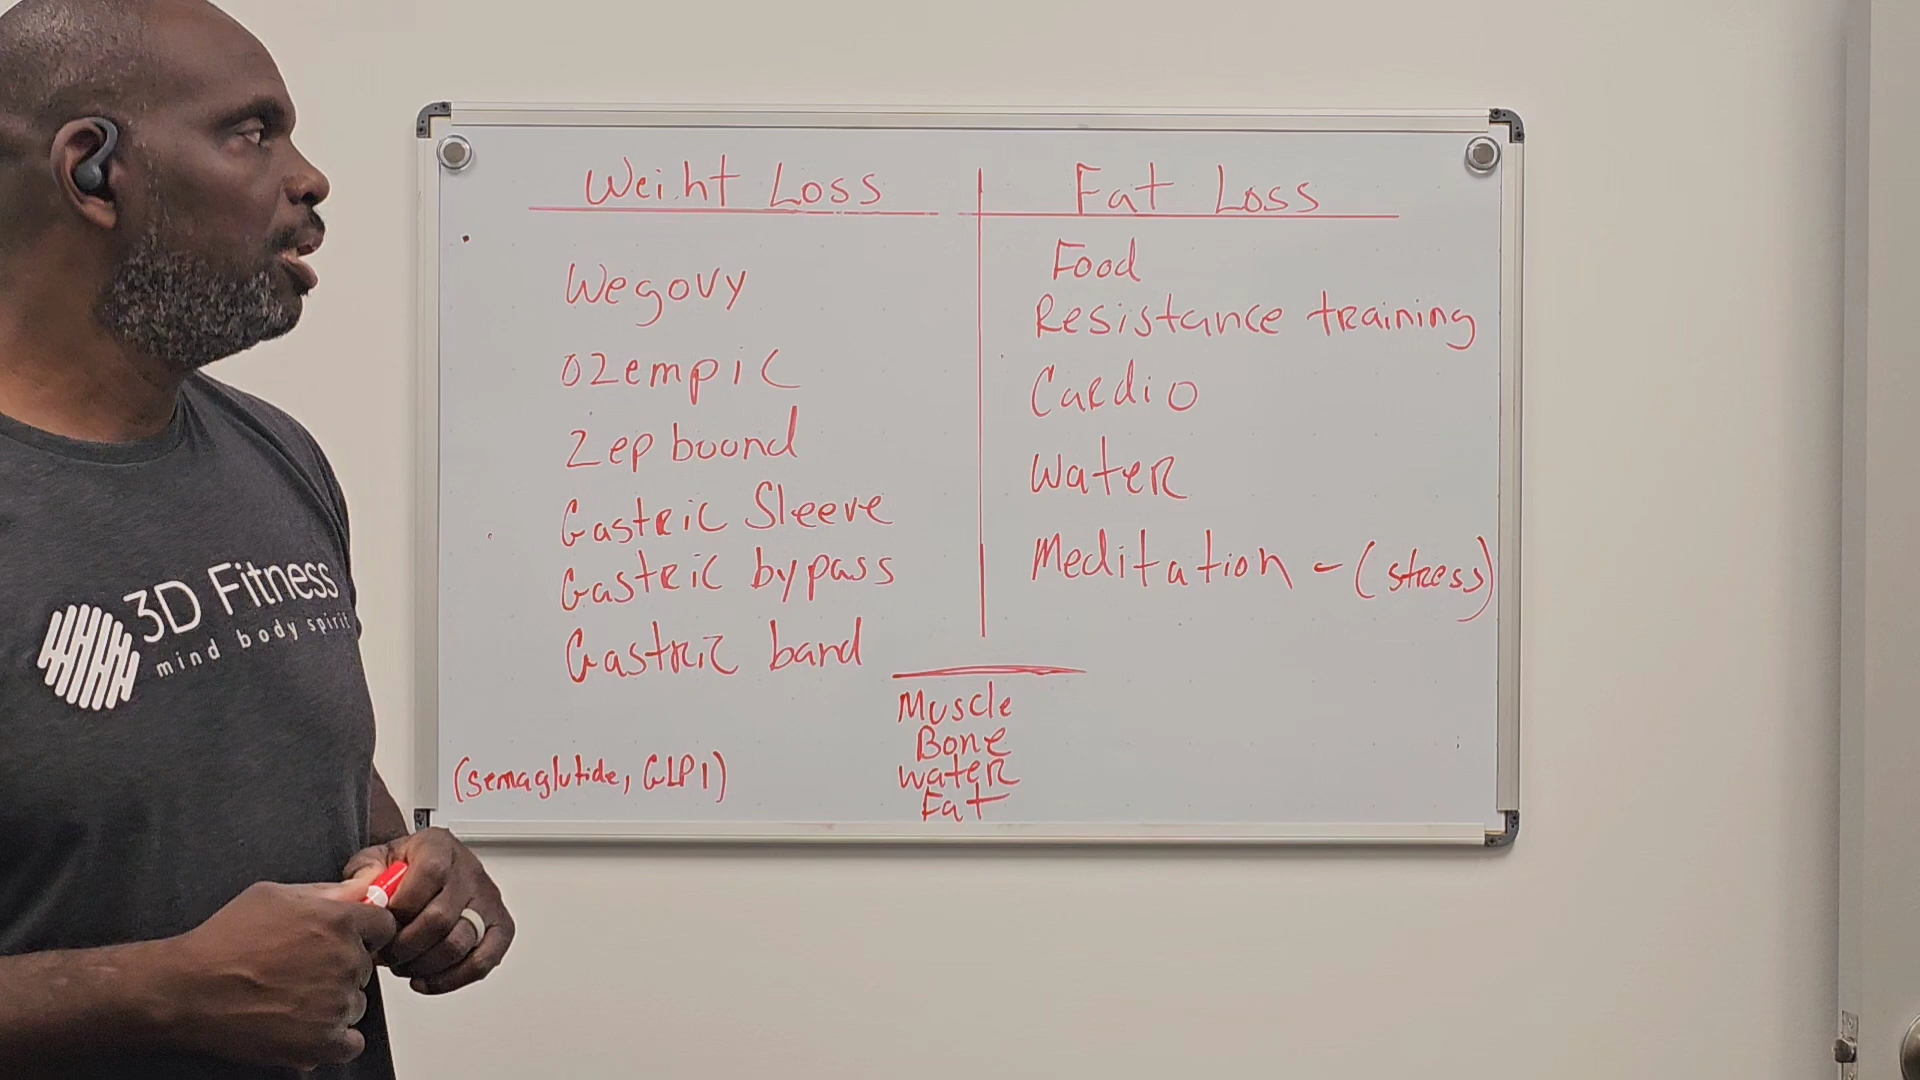 3D Fitness
mind body spirit
Weiht Loss
Wegovy
Ozempic
Zepbound
Gastric Sleeve
Gastric bypass
Gastric band
(semaglutide, GLP1)
Fat Loss
Food
Resistance training
Cardio
Water
Meditation - (stress)
Muscle
Bone
water
Fat